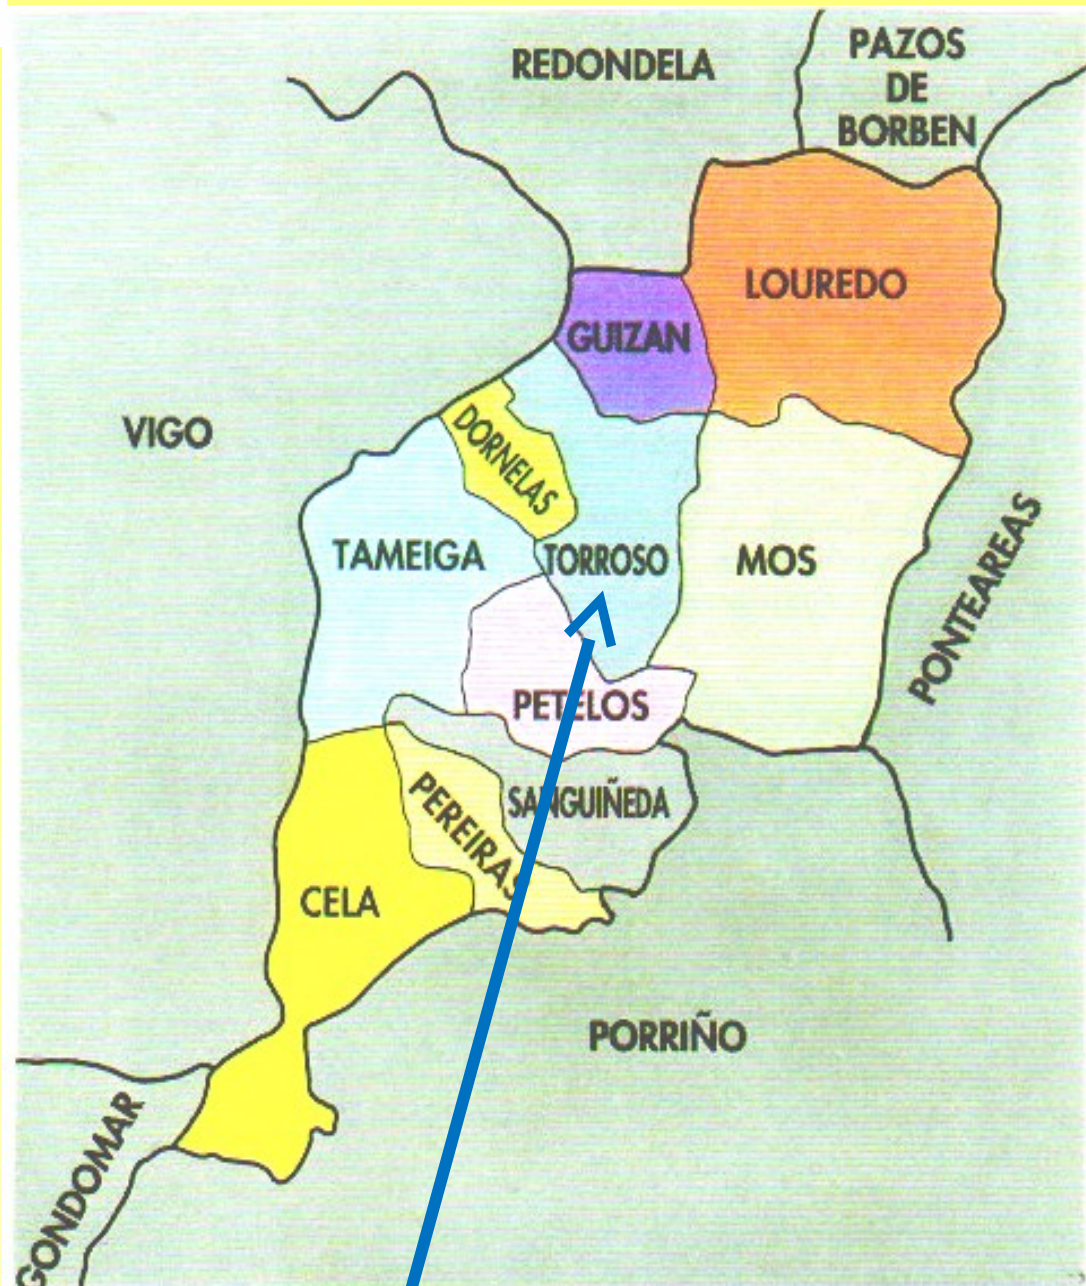 REDONDELA
PAZOS
DE
BORBEN
LOUREDO
GUIZAN
VIGO
DORNELAS
TAMEIGA
TORROSO
MOS
PONTEAREAS
PETELOS
PEREIRAS
SANGUIÑEDA
CELA
PORRIÑO
GONDOMAR